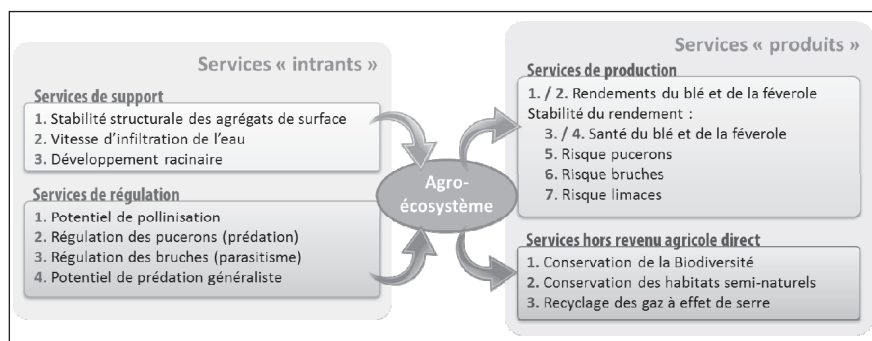 Services « intrants »
Services de support
1. Stabilité structurale des agrégats de surface
2. Vitesse d'infiltration de l'eau
3. Développement racinaire
Services de régulation
1. Potentiel de pollinisation
2. Régulation des pucerons (prédation)
3. Régulation des bruches (parasitisme)
4. Potentiel de prédation généraliste
Agro-
écosystème
Services « produits »
Services de production
1. / 2. Rendements du blé et de la féverole
Stabilité du rendement :
3. / 4. Santé du blé et de la féverole
5. Risque pucerons
6. Risque bruches
7. Risque limaces
Services hors revenu agricole direct
1. Conservation de la Biodiversité
2. Conservation des habitats semi-naturels
3. Recyclage des gaz à effet de serre